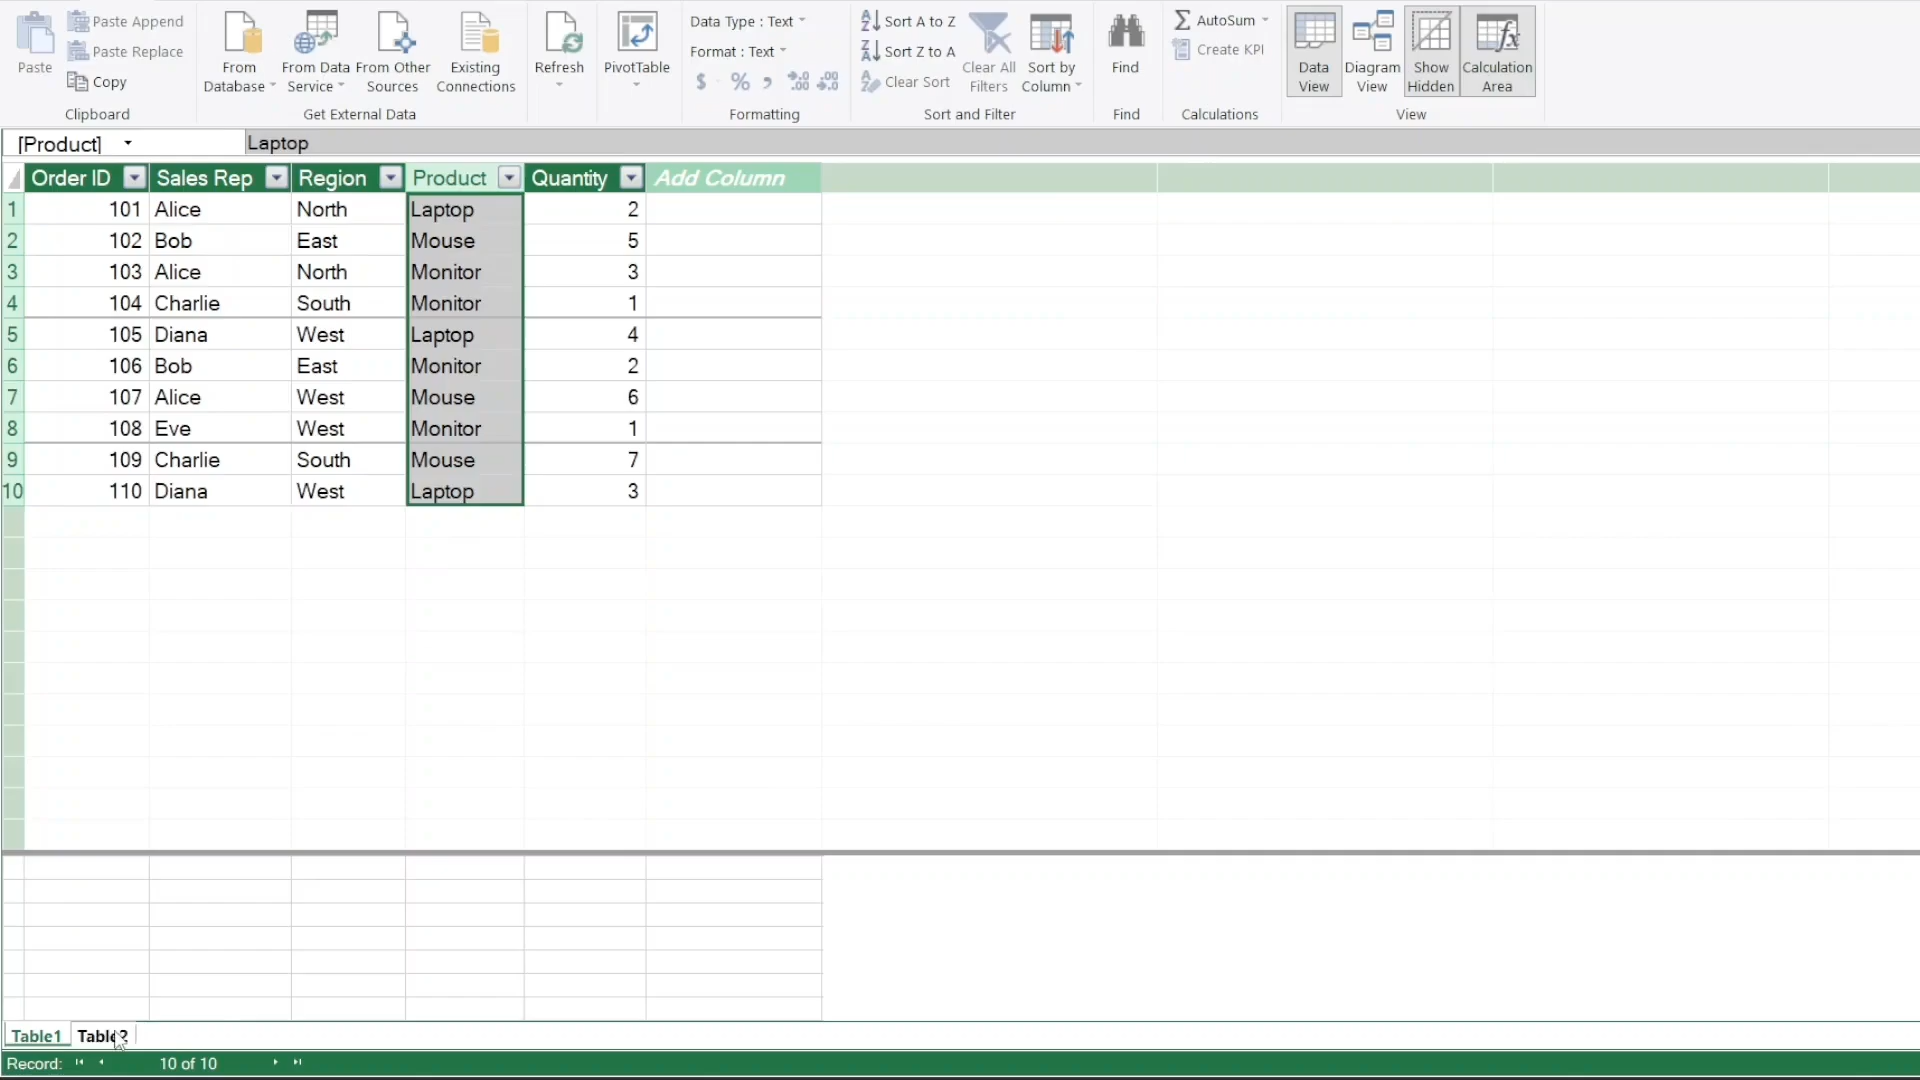 Paste
Paste Append
Paste Replace
Copy
Clipboard
From Database
From Data Service
From Other Sources
Existing Connections
Get External Data
Refresh
PivotTable
Data Type : Text
Format : Text
$ % ,
Formatting
Sort A to Z
Sort Z to A
Clear Sort
Clear All Filters
Sort by Column
Sort and Filter
Find
Find
AutoSum
Create KPI
Calculations
Data View
Diagram View
Show Hidden
Calculation Area
View
[Product] Laptop
Order ID Sales Rep Region Product Quantity Add Column
1 101 Alice North Laptop 2
2 102 Bob East Mouse 5
3 103 Alice North Monitor 3
4 104 Charlie South Monitor 1
5 105 Diana West Laptop 4
6 106 Bob East Monitor 2
7 107 Alice West Mouse 6
8 108 Eve West Monitor 1
9 109 Charlie South Mouse 7
10 110 Diana West Laptop 3
Table1 Table2
Record: 10 of 10